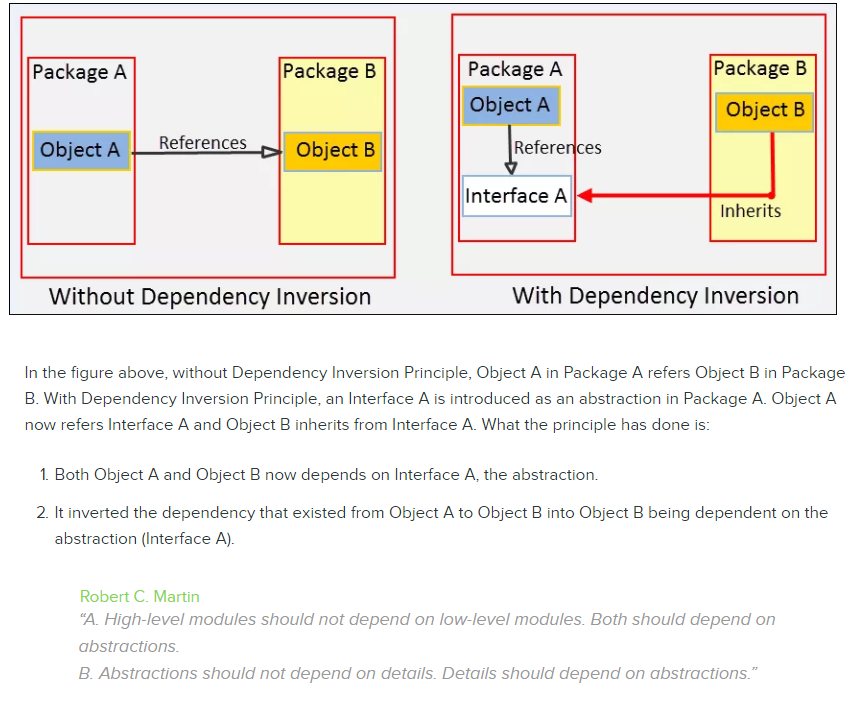 Package A
Object A
References
Package B
Object B
Without Dependency Inversion
Package A
Object A
References
Interface A
Package B
Object B
Inherits
With Dependency Inversion
In the figure above, without Dependency Inversion Principle, Object A in Package A refers Object B in Package
B. With Dependency Inversion Principle, an Interface A is introduced as an abstraction in Package A. Object A
now refers Interface A and Object B inherits from Interface A. What the principle has done is:
1. Both Object A and Object B now depends on Interface A, the abstraction.
2. It inverted the dependency that existed from Object A to Object B into Object B being dependent on the
abstraction (Interface A).
Robert C. Martin
“A. High-level modules should not depend on low-level modules. Both should depend on
abstractions.
B. Abstractions should not depend on details. Details should depend on abstractions.”